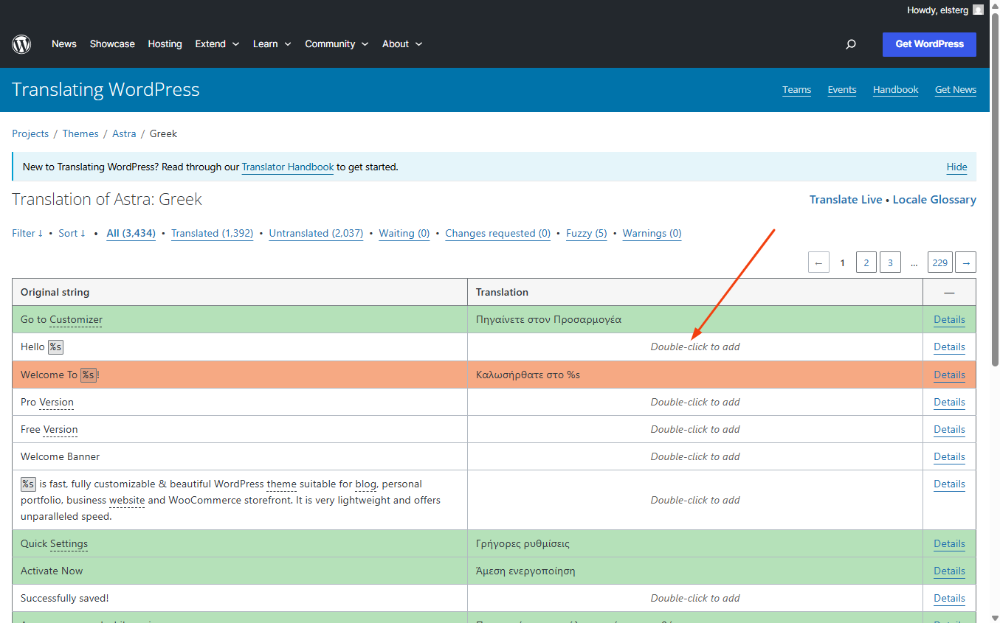 Howdy, elsterg
News Showcase Hosting Extend Learn Community About Get WordPress
Translating WordPress Teams Events Handbook Get News
Projects / Themes / Astra / Greek
New to Translating WordPress? Read through our Translator Handbook to get started. Hide
Translation of Astra: Greek Translate Live • Locale Glossary
Filter ↓ • Sort ↓ • All (3,434) • Translated (1,392) • Untranslated (2,037) • Waiting (0) • Changes requested (0) • Fuzzy (5) • Warnings (0)
← 1 2 3 … 229 →
Original string Translation —
Go to Customizer Πηγαίνετε στον Προσαρμογέα Details
Hello %s Double-click to add Details
Welcome To %s! Καλωσήρθατε στο %s Details
Pro Version Double-click to add Details
Free Version Double-click to add Details
Welcome Banner Double-click to add Details
%s is fast, fully customizable & beautiful WordPress theme suitable for blog, personal Details
portfolio, business website and WooCommerce storefront. It is very lightweight and offers Double-click to add
unparalleled speed.
Quick Settings Γρήγορες ρυθμίσεις Details
Activate Now Άμεση ενεργοποίηση Details
Successfully saved! Double-click to add Details